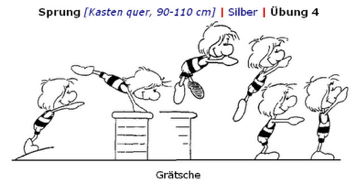 Sprung [Kasten quer, 90-110 cm] | Silber | Übung 4
Grätsche